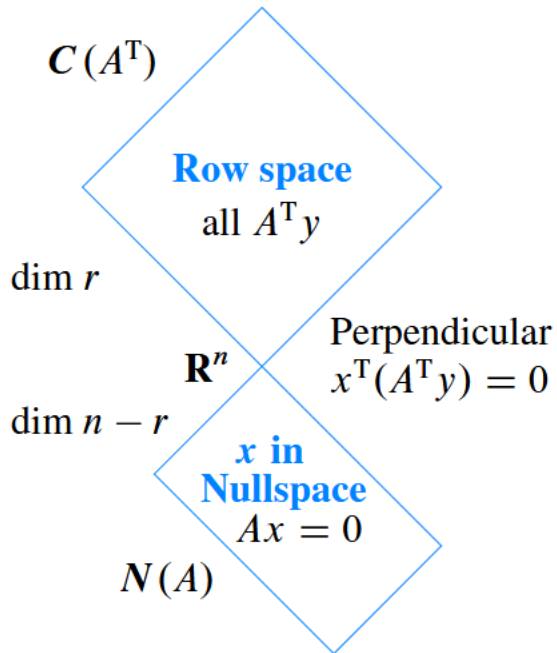 C(Aᵀ)
Row space
all Aᵀy
dim r
Perpendicular
Rⁿ
xᵀ(Aᵀy) = 0
dim n − r
x in
Nullspace
Ax = 0
N(A)